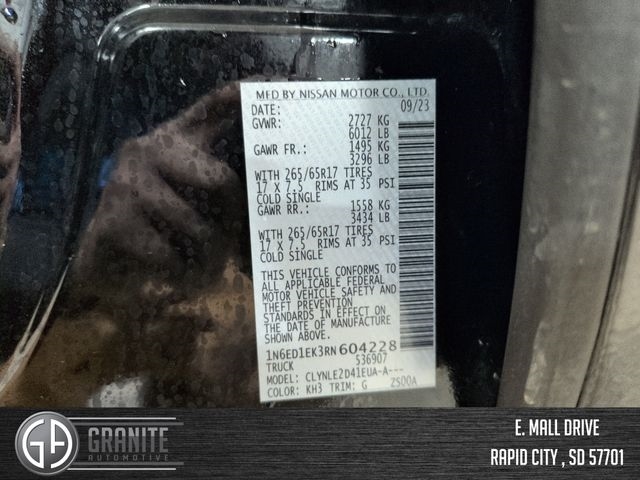 MFD BY NISSAN MOTOR CO., LTD.
DATE: 09/23
GVWR: 2727 KG
6012 LB
GAWR FR.: 1495 KG
3296 LB
WITH 265/65R17 TIRES
17 X 7.5 RIMS AT 35 PSI
COLD SINGLE
GAWR RR.: 1558 KG
3434 LB
WITH 265/65R17 TIRES
17 X 7.5 RIMS AT 35 PSI
COLD SINGLE
THIS VEHICLE CONFORMS TO
ALL APPLICABLE FEDERAL
MOTOR VEHICLE SAFETY AND
THEFT PREVENTION
STANDARDS IN EFFECT ON
THE DATE OF MANUFACTURE
SHOWN ABOVE
1N6ED1EK3RN604228
TRUCK 536907
MODEL: CLYNLE2D41EUA-A---
COLOR: KH3 TRIM: G 2S00A
GA GRANITE
AUTOMOTIVE
E. MALL DRIVE
RAPID CITY , SD 57701